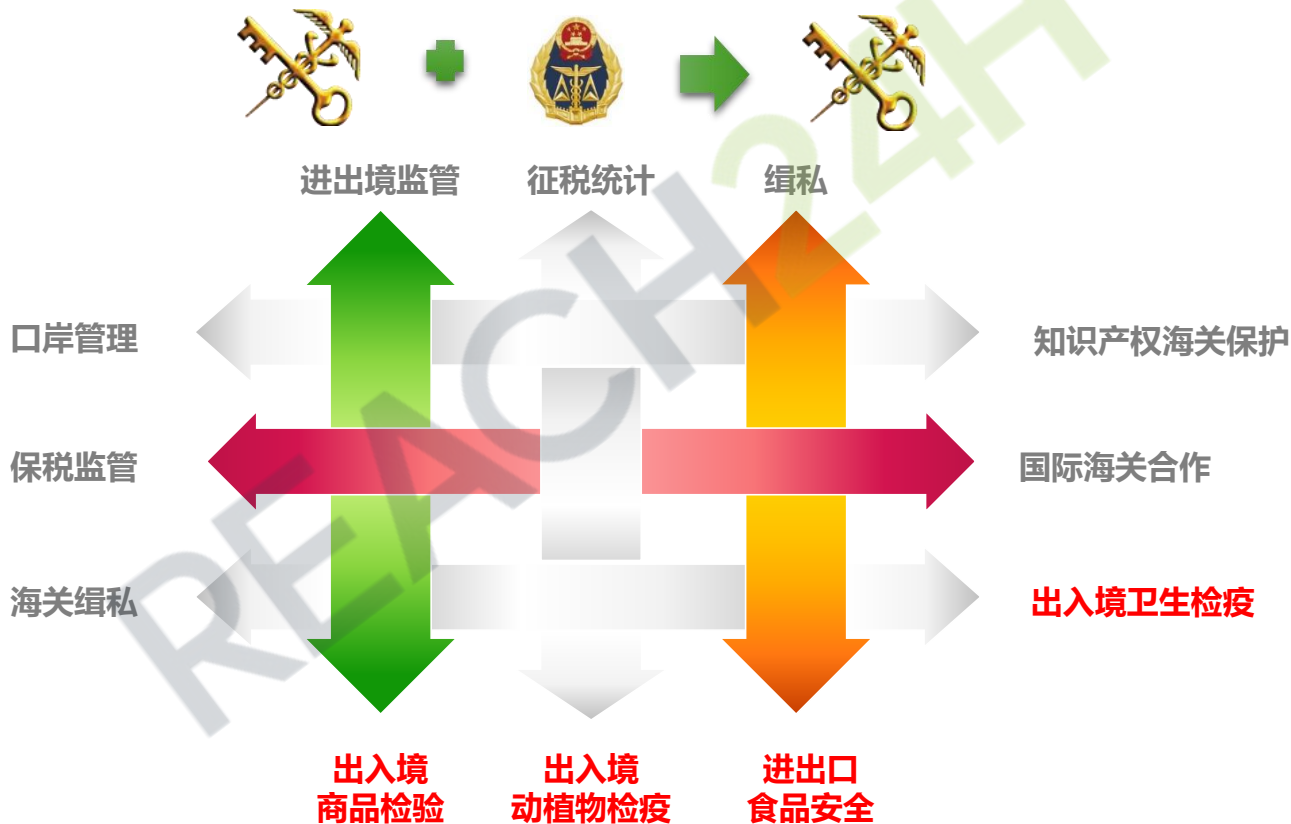 进出境监管 征税统计 缉私
口岸管理 知识产权海关保护
保税监管 国际海关合作
海关缉私 出入境卫生检疫
出入境 出入境 进出口
商品检验 动植物检疫 食品安全
REACH24H